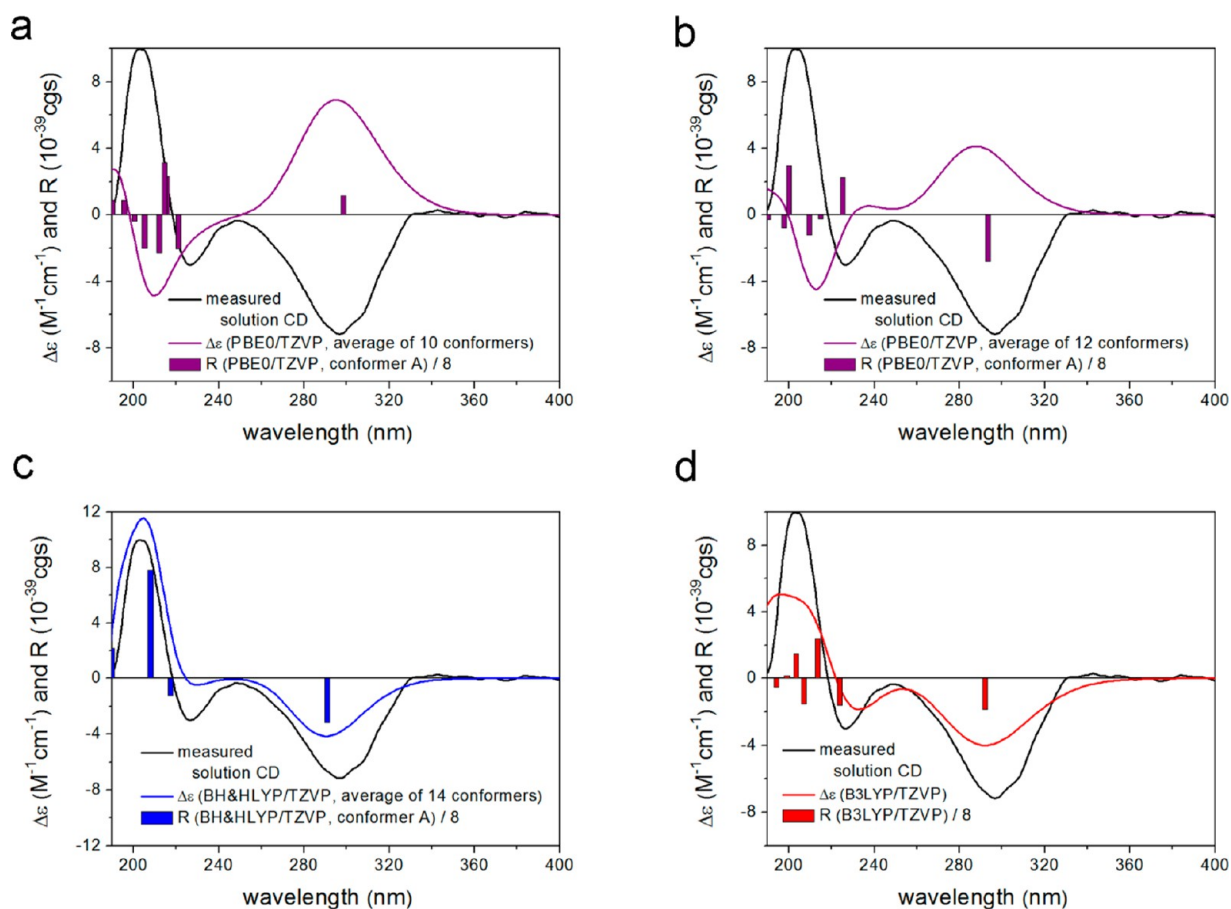 a
8
4
0
-4
-8
Δε (M⁻¹cm⁻¹) and R (10⁻³⁹cgs)
measured
solution CD
Δε (PBE0/TZVP, average of 10 conformers)
R (PBE0/TZVP, conformer A) / 8
200 240 280 320 360 400
wavelength (nm)
b
8
4
0
-4
-8
Δε (M⁻¹cm⁻¹) and R (10⁻³⁹cgs)
measured
solution CD
Δε (PBE0/TZVP, average of 12 conformers)
R (PBE0/TZVP, conformer A) / 8
200 240 280 320 360 400
wavelength (nm)
c
12
8
4
0
-4
-8
-12
Δε (M⁻¹cm⁻¹) and R (10⁻³⁹cgs)
measured
solution CD
Δε (BH&HLYP/TZVP, average of 14 conformers)
R (BH&HLYP/TZVP, conformer A) / 8
200 240 280 320 360 400
wavelength (nm)
d
8
4
0
-4
-8
Δε (M⁻¹cm⁻¹) and R (10⁻³⁹cgs)
measured
solution CD
Δε (B3LYP/TZVP)
R (B3LYP/TZVP) / 8
200 240 280 320 360 400
wavelength (nm)